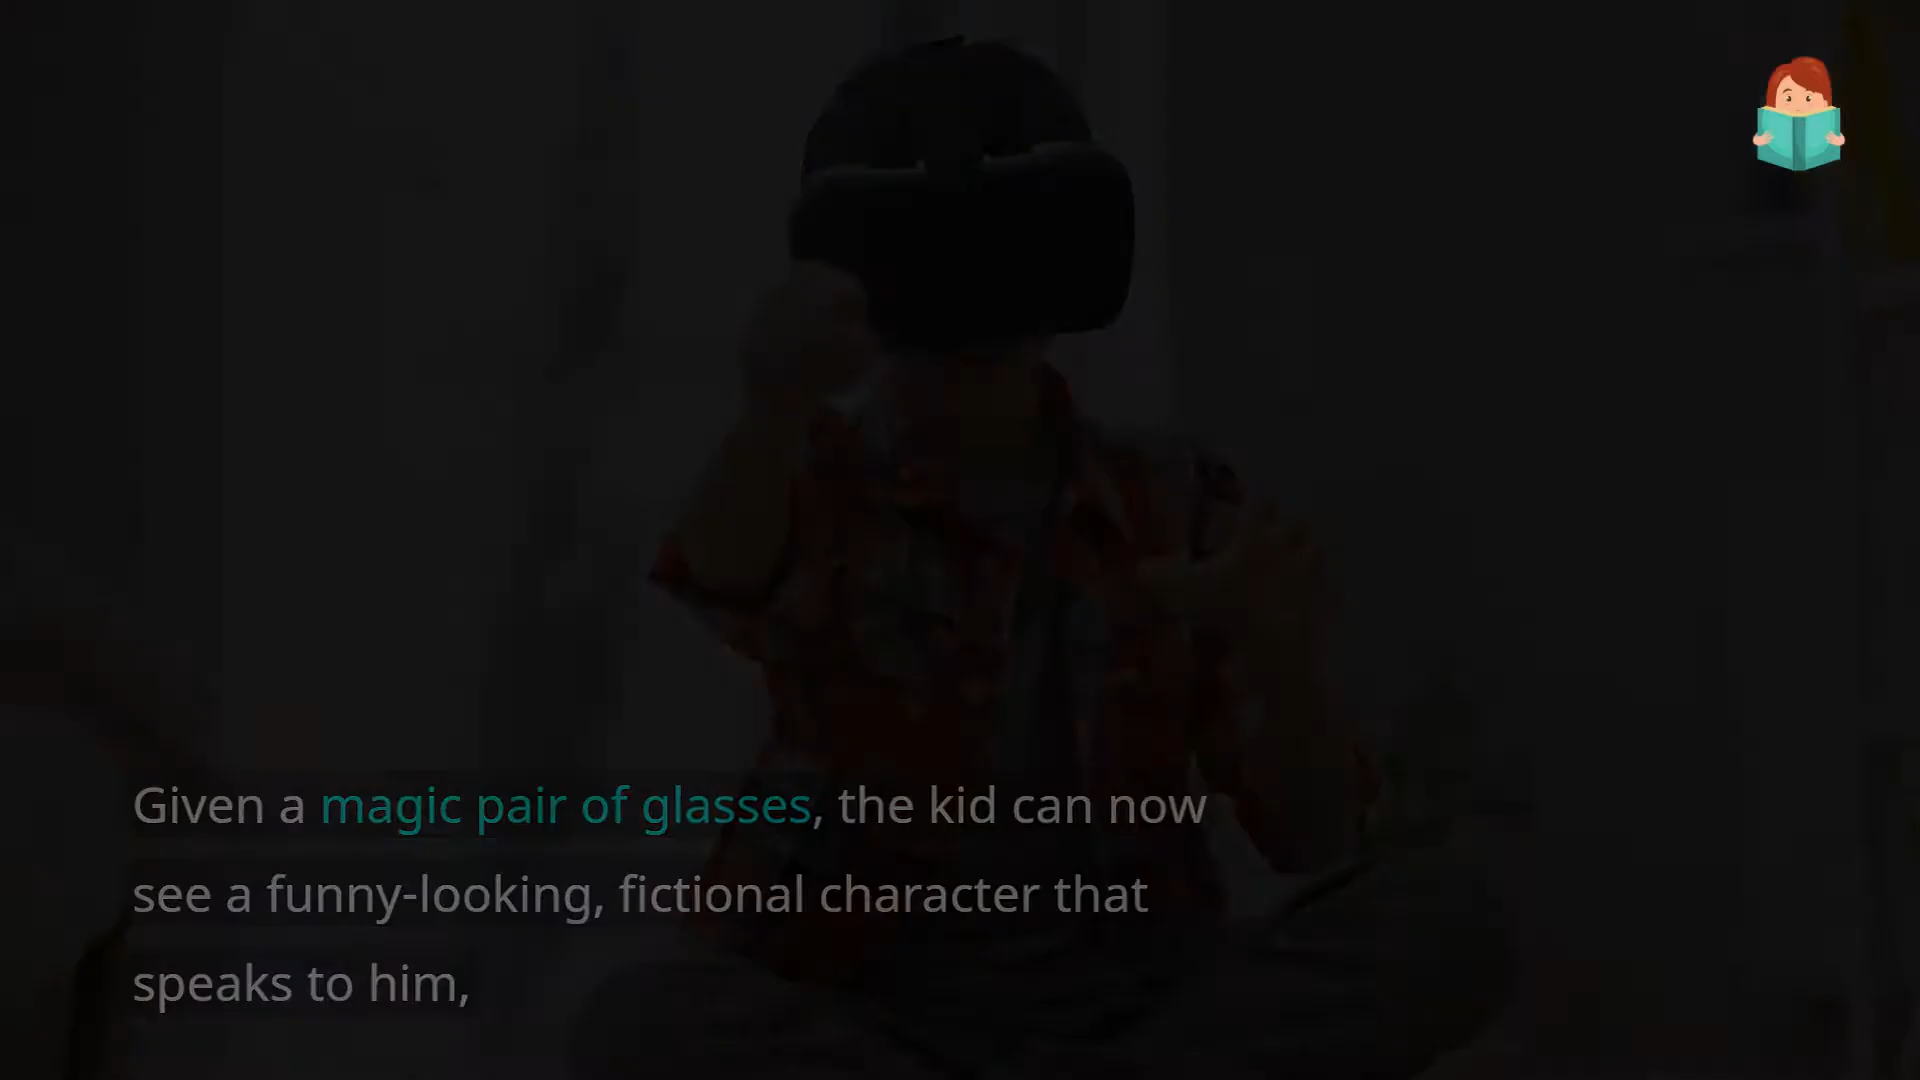 Given a magic pair of glasses, the kid can now
see a funny-looking, fictional character that
speaks to him,